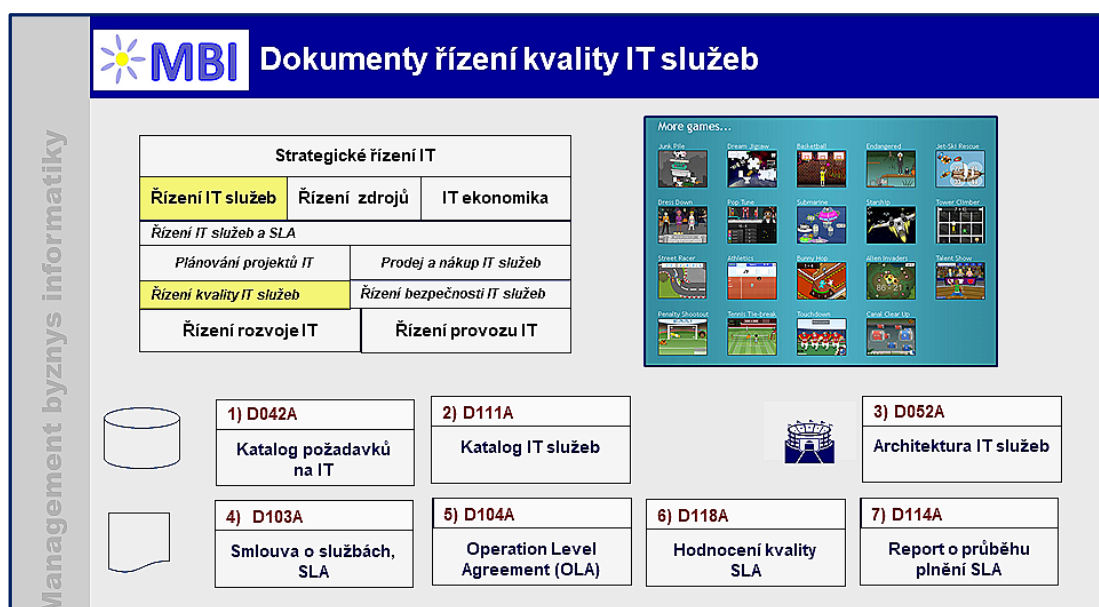 MBI
Dokumenty řízení kvality IT služeb
Management byznys informatiky
Strategické řízení IT
Řízení IT služeb
Řízení zdrojů
IT ekonomika
Řízení IT služeb a SLA
Plánování projektů IT
Prodej a nákup IT služeb
Řízení kvality IT služeb
Řízení bezpečnosti IT služeb
Řízení rozvoje IT
Řízení provozu IT
More games...
Junk Pile
Dream Jigsaw
Basketball
Endangered
Jet-Ski Rescue
Dress Down
Pop Tune
Submarine
Starship
Tower Climber
Street Racer
Athletics
Bunny Hop
Alien Invaders
Talent Show
Penalty Shootout
Tennis Tie-break
Touchdown
Canal Clear Up
1) D042A
Katalog požadavků
na IT
2) D111A
Katalog IT služeb
3) D052A
Architektura IT služeb
4) D103A
Smlouva o službách,
SLA
5) D104A
Operation Level
Agreement (OLA)
6) D118A
Hodnocení kvality
SLA
7) D114A
Report o průběhu
plnění SLA